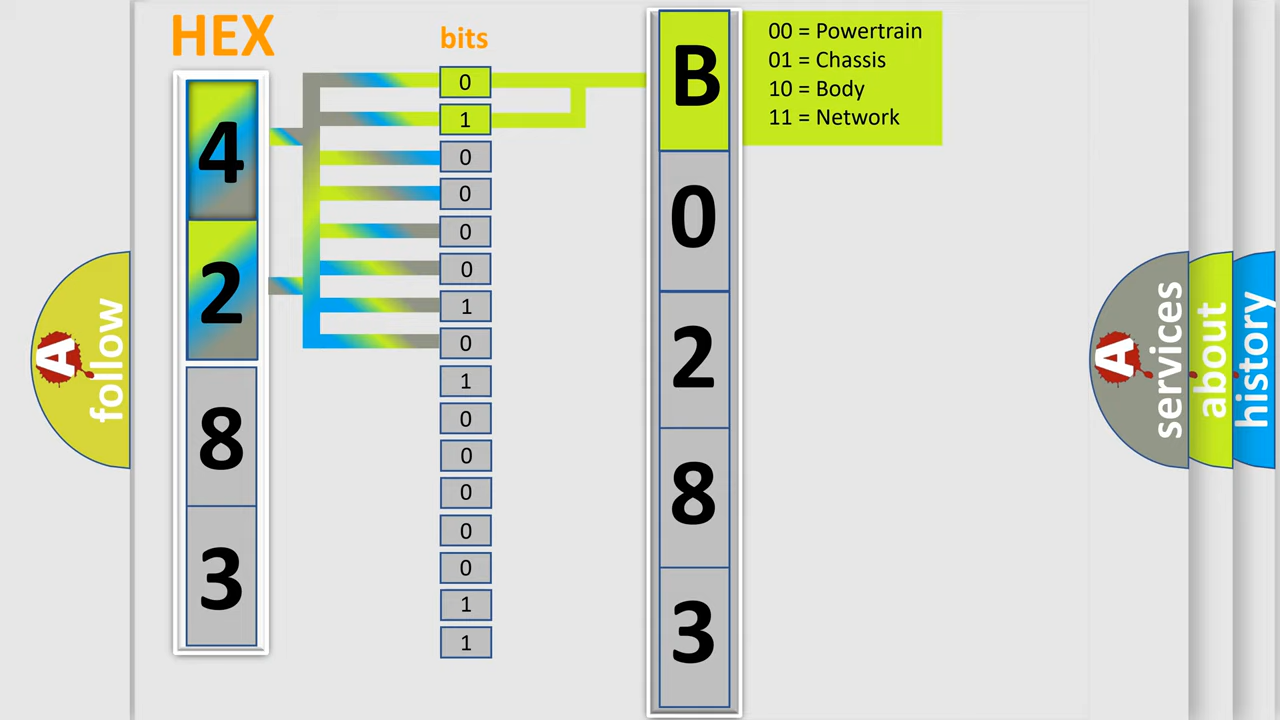 HEX
bits
4
2
8
3
0
1
0
0
0
0
1
0
1
0
0
0
0
0
1
1
B
0
2
8
3
00 = Powertrain
01 = Chassis
10 = Body
11 = Network
A
follow
A
services
about
history